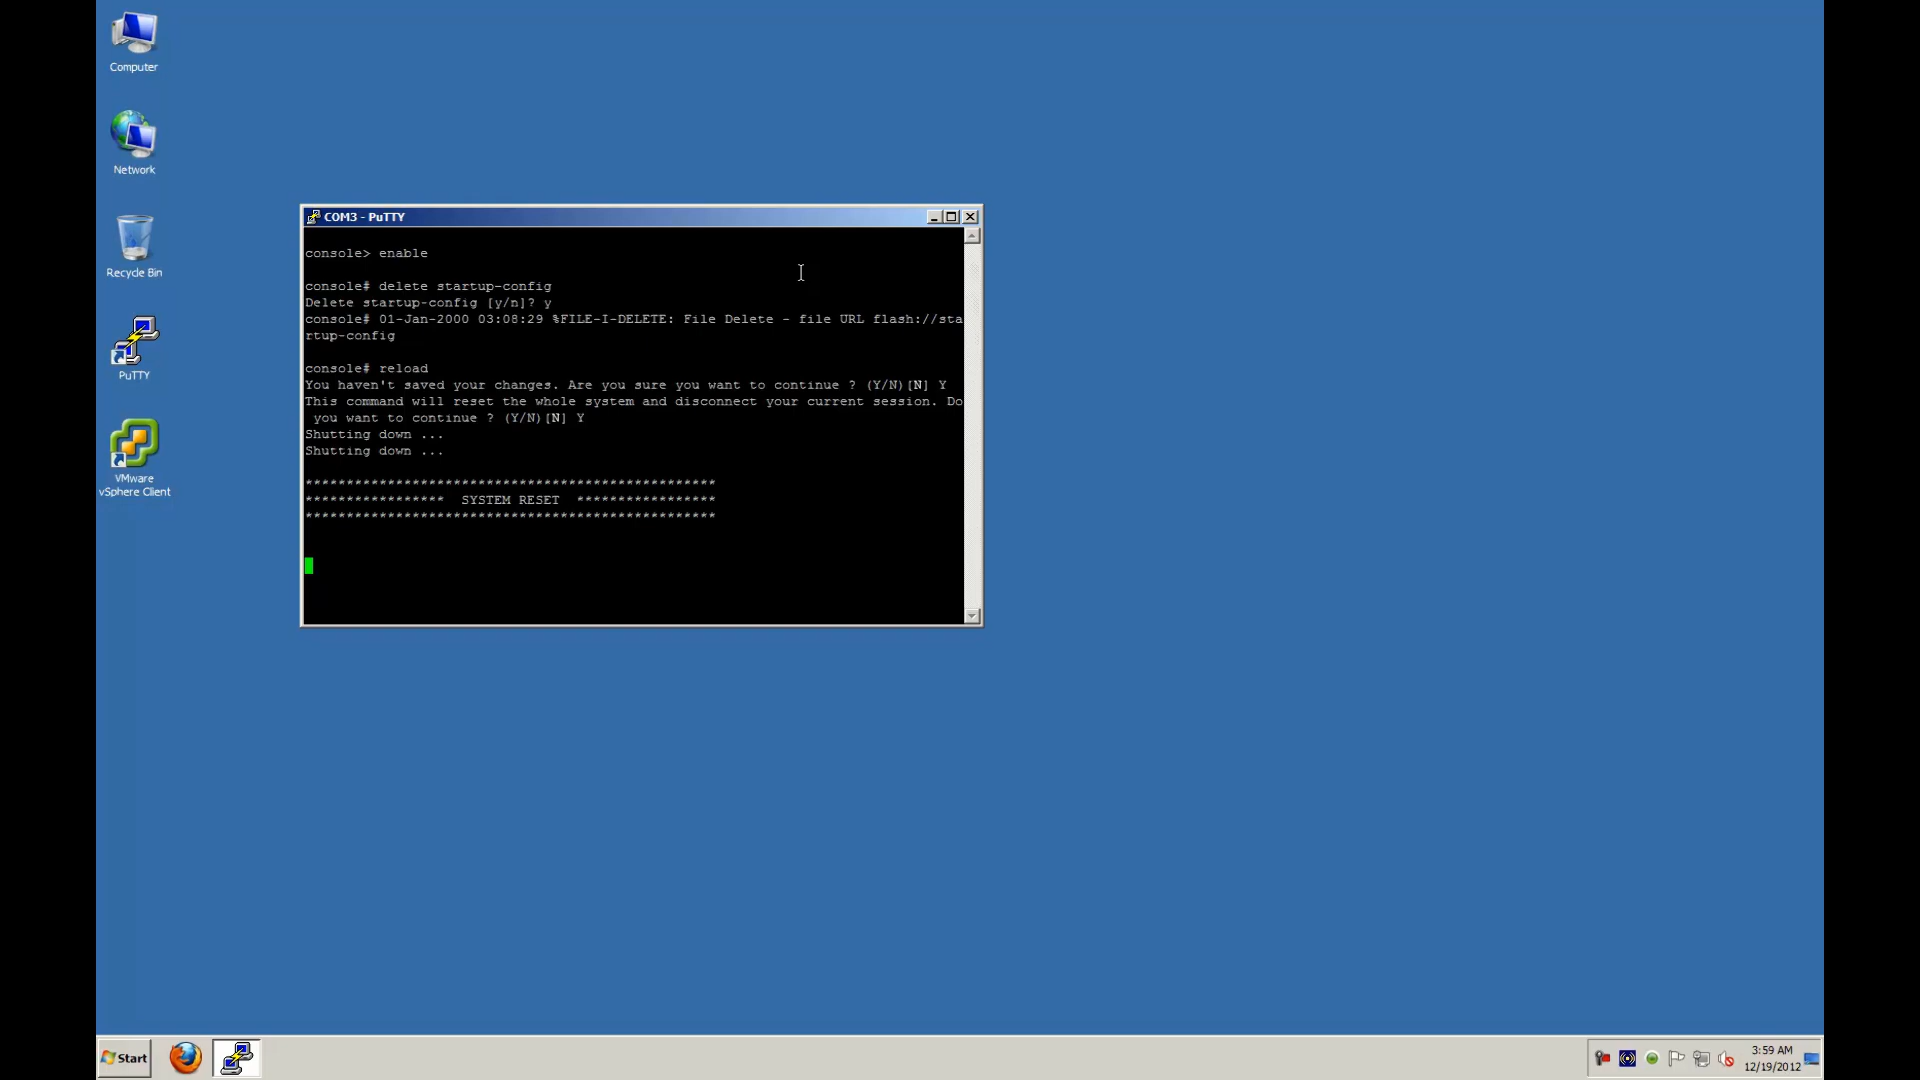 Computer
Network
Recycle Bin
PuTTY
VMware
vSphere Client
COM3 - PuTTY
console> enable
console# delete startup-config
Delete startup-config [y/n]? y
console# 01-Jan-2000 03:08:29 %FILE-I-DELETE: File Delete - file URL flash://sta
rtup-config
console# reload
You haven't saved your changes. Are you sure you want to continue ? (Y/N)[N] Y
This command will reset the whole system and disconnect your current session. Do
 you want to continue ? (Y/N)[N] Y
Shutting down ...
Shutting down ...
**************************************************
*****************  SYSTEM RESET  *****************
**************************************************
Start
3:59 AM
12/19/2012